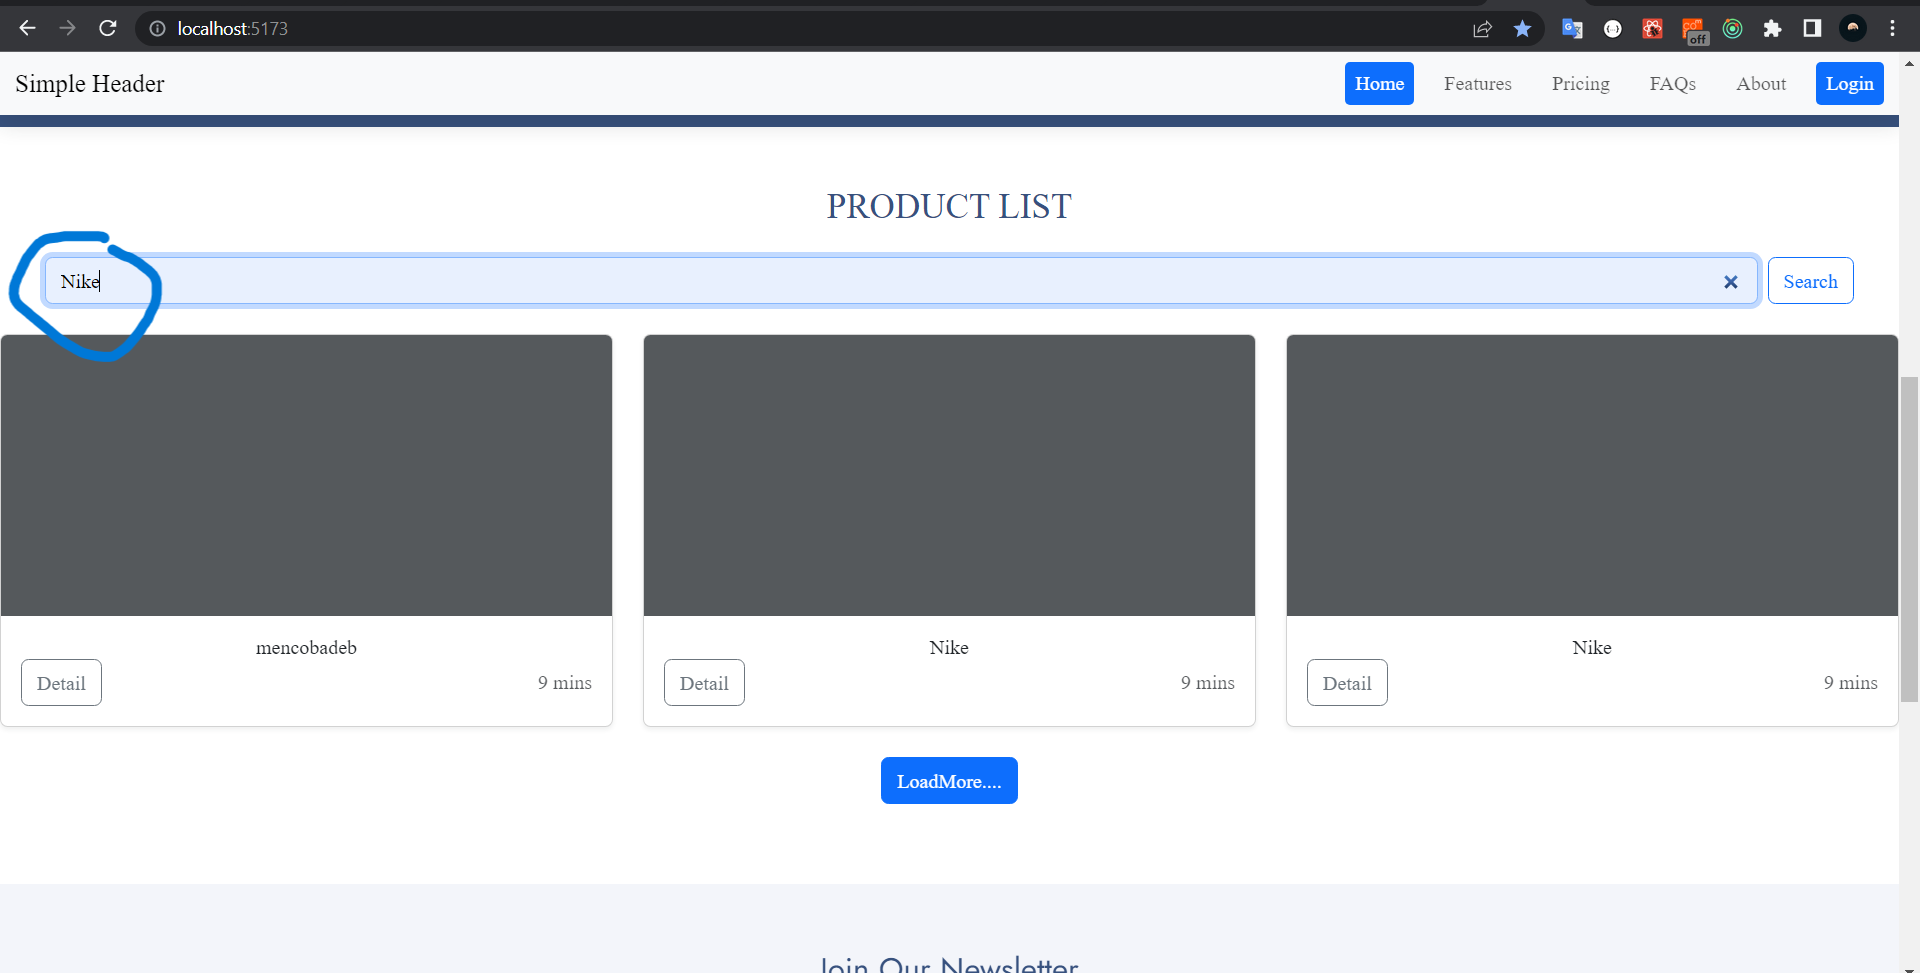 localhost:5173
off
Simple Header
Home Features Pricing FAQs About Login
PRODUCT LIST
Nike
Search
mencobadeb
Detail
9 mins
Nike
Detail
9 mins
Nike
Detail
9 mins
LoadMore....
Join Our Newsletter